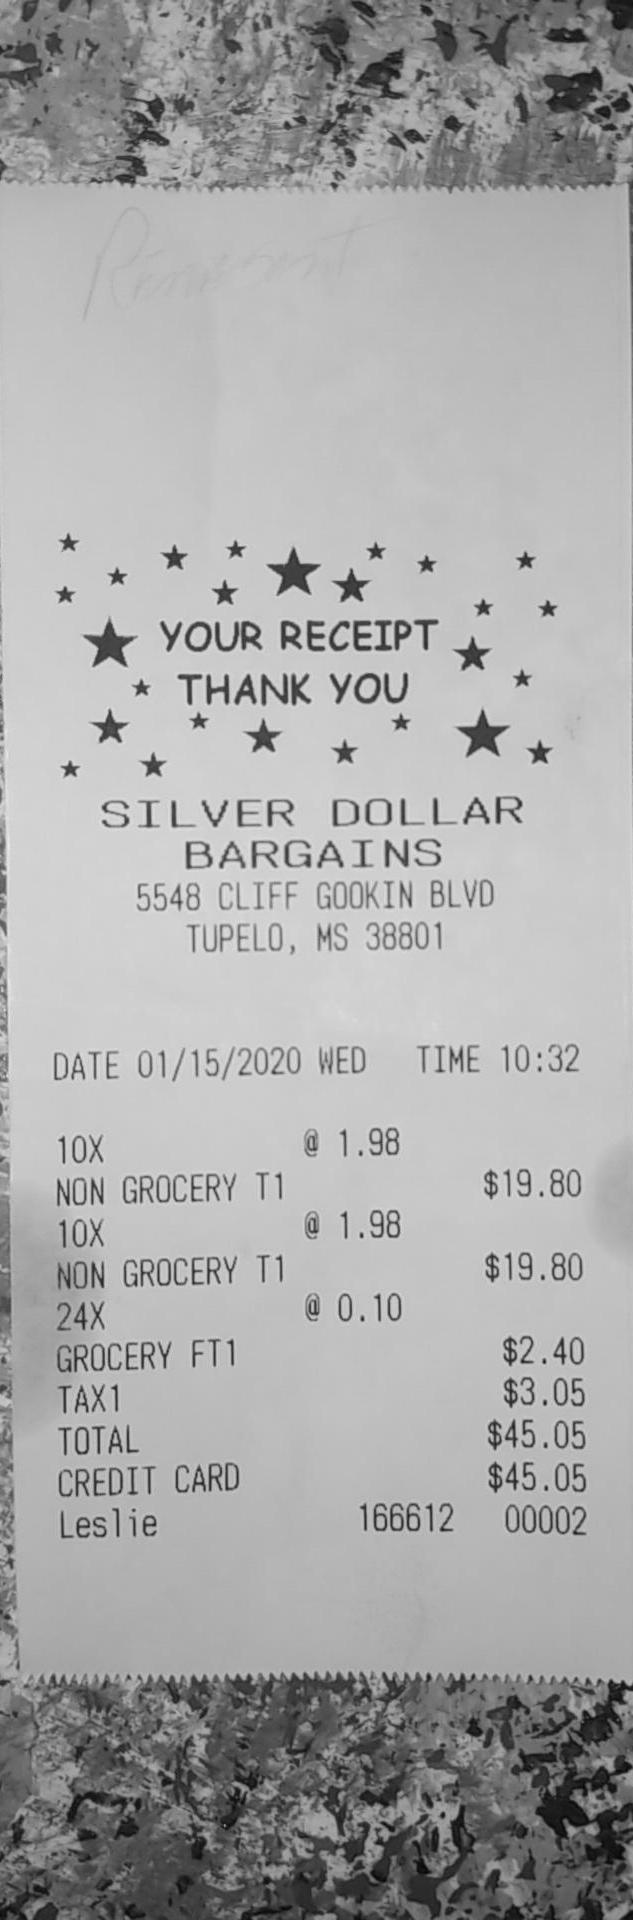 YOUR RECEIPT
THANK YOU
SILVER DOLLAR
BARGAINS
5548 CLIFF GOOKIN BLVD
TUPELO, MS 38801
DATE 01/15/2020 WED TIME 10:32
10X @ 1.98
NON GROCERY T1 $19.80
10X @ 1.98
NON GROCERY T1 $19.80
24X @ 0.10
GROCERY FT1 $2.40
TAX1 $3.05
TOTAL $45.05
CREDIT CARD $45.05
Leslie 166612 00002